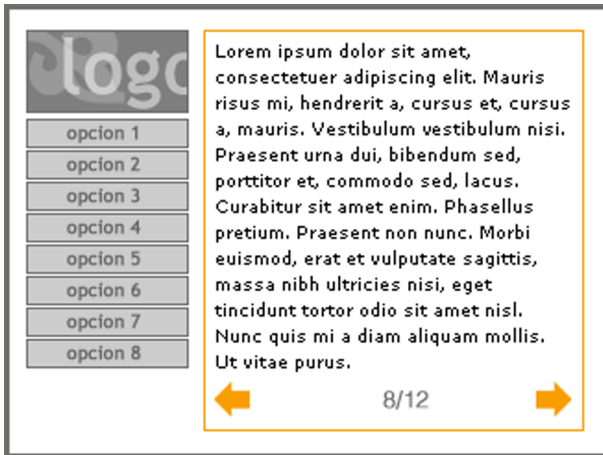 logo
opcion 1
opcion 2
opcion 3
opcion 4
opcion 5
opcion 6
opcion 7
opcion 8
Lorem ipsum dolor sit amet,
consectetuer adipiscing elit. Mauris
risus mi, hendrerit a, cursus et, cursus
a, mauris. Vestibulum vestibulum nisi.
Praesent urna dui, bibendum sed,
porttitor et, commodo sed, lacus.
Curabitur sit amet enim. Phasellus
pretium. Praesent non nunc. Morbi
euismod, erat et vulputate sagittis,
massa nibh ultricies nisi, eget
tincidunt tortor odio sit amet nisl.
Nunc quis mi a diam aliquam mollis.
Ut vitae purus.
8/12